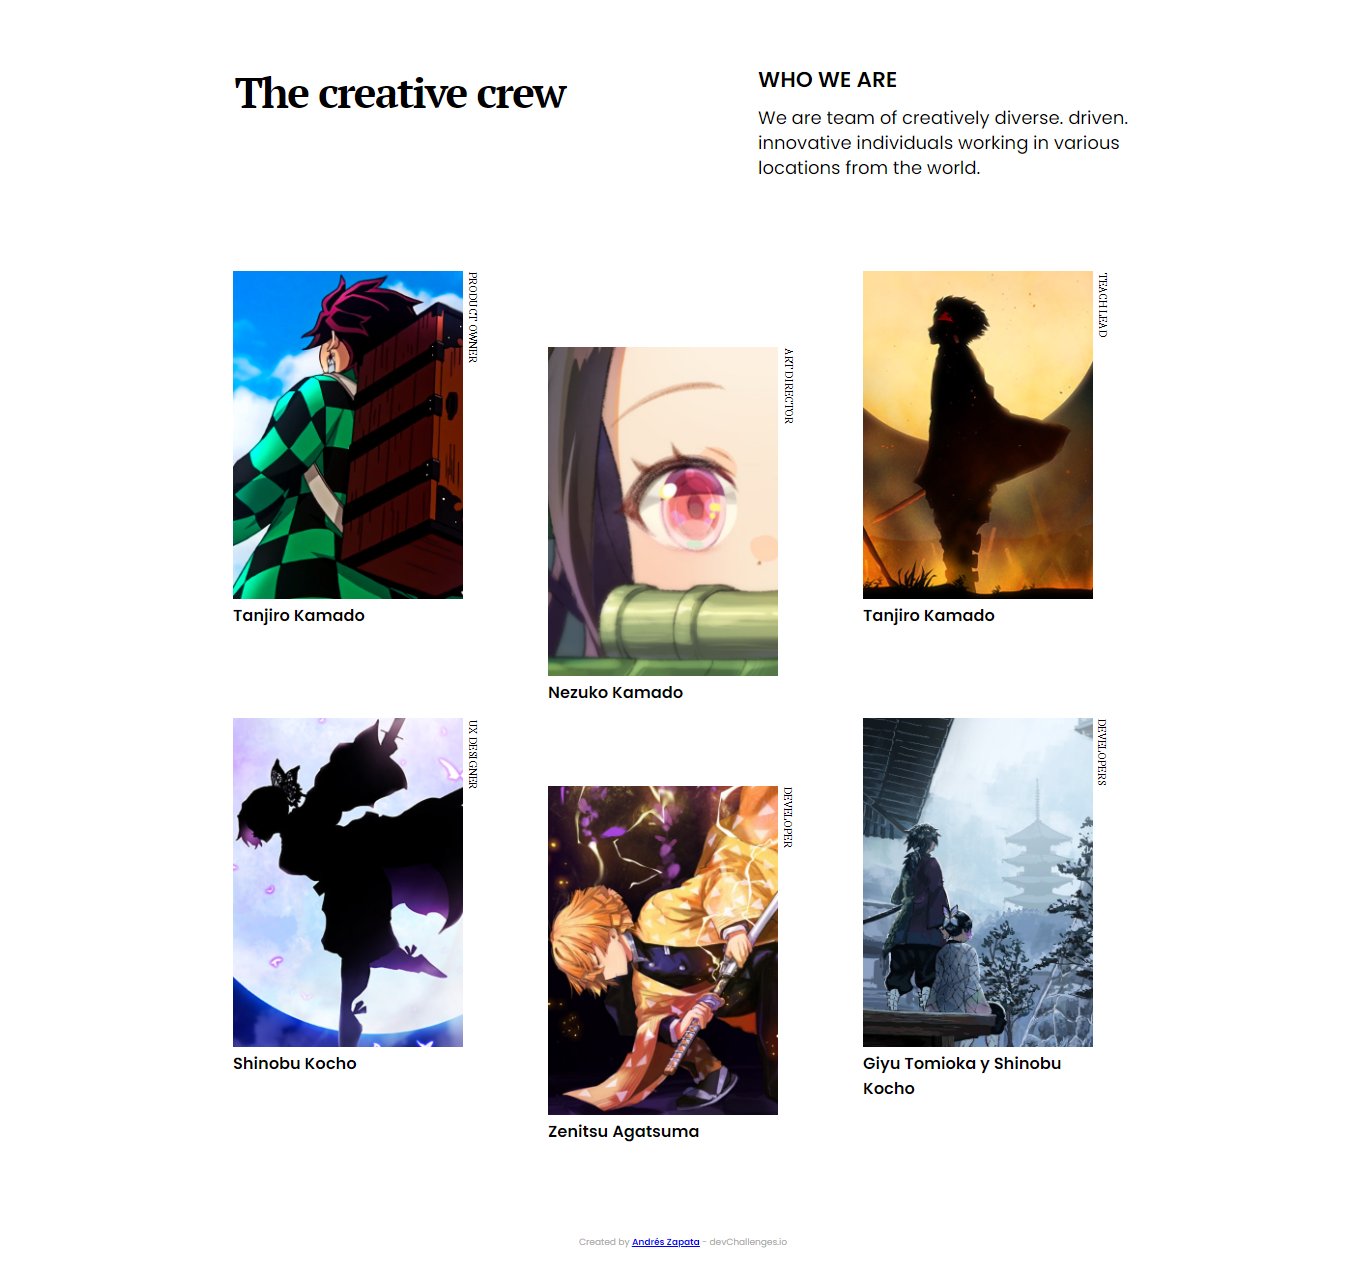 The creative crew
WHO WE ARE
We are team of creatively diverse. driven.
innovative individuals working in various
locations from the world.
PRODUCT OWNER
Tanjiro Kamado
ART DIRECTOR
Nezuko Kamado
TEACH LEAD
Tanjiro Kamado
UX DESIGNER
Shinobu Kocho
DEVELOPER
Zenitsu Agatsuma
DEVELOPERS
Giyu Tomioka y Shinobu
Kocho
Created by Andrés Zapata - devChallenges.io